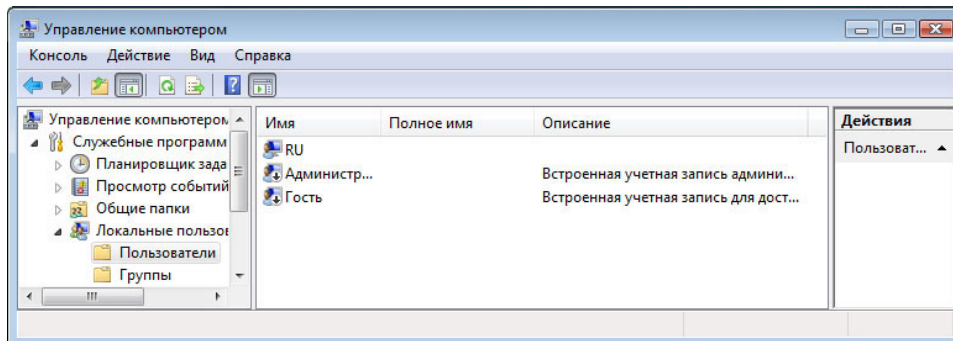 Управление компьютером
Консоль Действие Вид Справка
Управление компьютером
Служебные программ
Планировщик зада
Просмотр событий
Общие папки
Локальные пользов
Пользователи
Группы
Имя Полное имя Описание
RU
Администр... Встроенная учетная запись админи...
Гость Встроенная учетная запись для дост...
Действия
Пользоват...